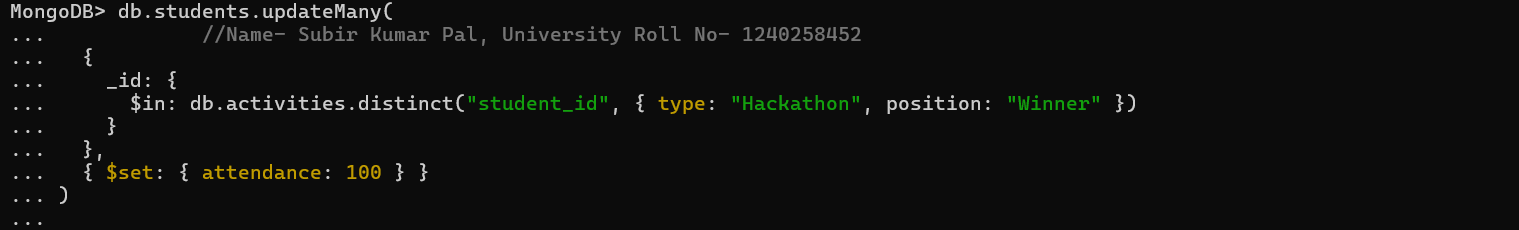 MongoDB> db.students.updateMany(
...             //Name- Subir Kumar Pal, University Roll No- 1240258452
...   {
...     _id: {
...       $in: db.activities.distinct("student_id", { type: "Hackathon", position: "Winner" })
...     }
...   },
...   { $set: { attendance: 100 } }
... )
...